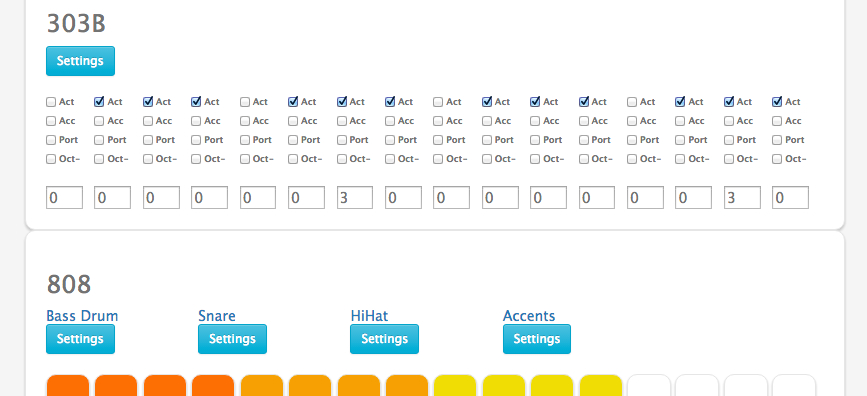 303B
Settings
Act Act Act Act Act Act Act Act Act Act Act Act Act Act Act Act
Acc Acc Acc Acc Acc Acc Acc Acc Acc Acc Acc Acc Acc Acc Acc Acc
Port Port Port Port Port Port Port Port Port Port Port Port Port Port Port Port
Oct- Oct- Oct- Oct- Oct- Oct- Oct- Oct- Oct- Oct- Oct- Oct- Oct- Oct- Oct- Oct-
0 0 0 0 0 0 3 0 0 0 0 0 0 0 3 0
808
Bass Drum Snare HiHat Accents
Settings Settings Settings Settings